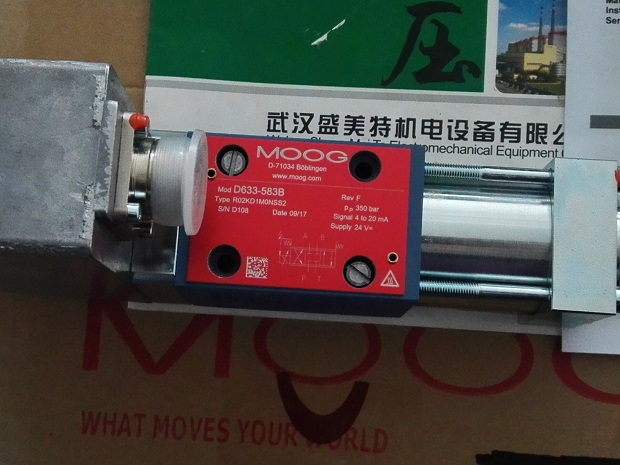 压
武汉盛美特机电设备有限
Electromechanical Equipment
MOOG
D-71034 Böblingen
www.moog.com
Mod D633-583B
Type R02KD1M0NSS2
S/N D108 Date 09/17
Rev F
pP 350 bar
Signal 4 to 20 mA
Supply 24 V=
A B
P T
MOOG
WHAT MOVES YOUR WORLD